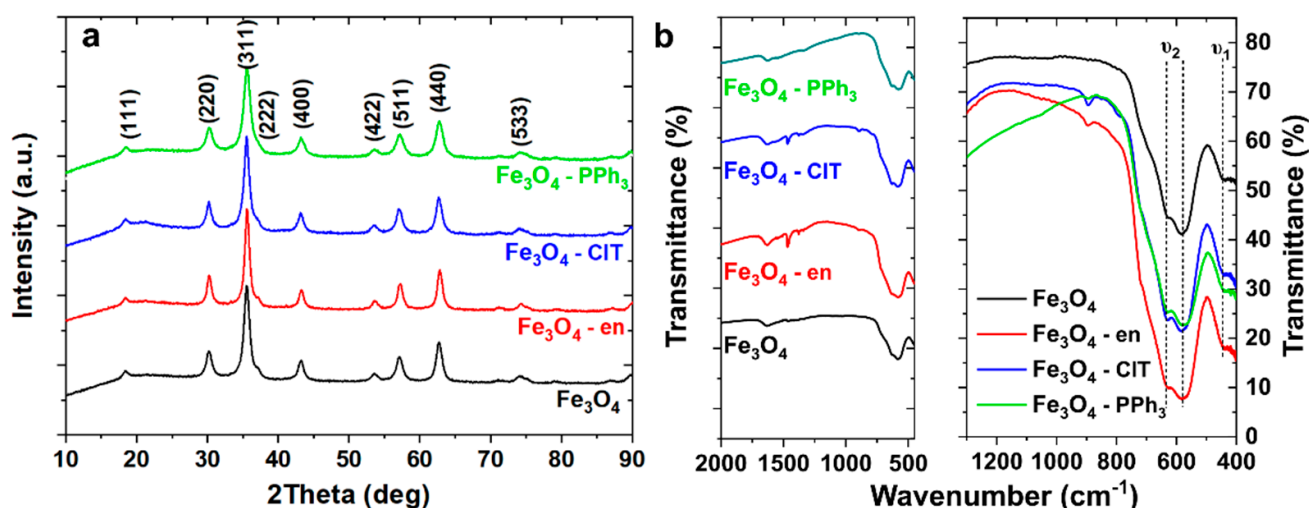 a
(111)
(220)
(311)
(222)
(400)
(422)
(511)
(440)
(533)
Fe₃O₄ - PPh₃
Fe₃O₄ - CIT
Fe₃O₄ - en
Fe₃O₄
Intensity (a.u.)
10 20 30 40 50 60 70 80 90
2Theta (deg)
b
Fe₃O₄ - PPh₃
Fe₃O₄ - CIT
Fe₃O₄ - en
Fe₃O₄
Transmittance (%)
2000 1500 1000 500
υ₂
υ₁
Fe₃O₄
Fe₃O₄ - en
Fe₃O₄ - CIT
Fe₃O₄ - PPh₃
80
70
60
50
40
30
20
10
0
Transmittance (%)
1200 1000 800 600 400
Wavenumber (cm⁻¹)